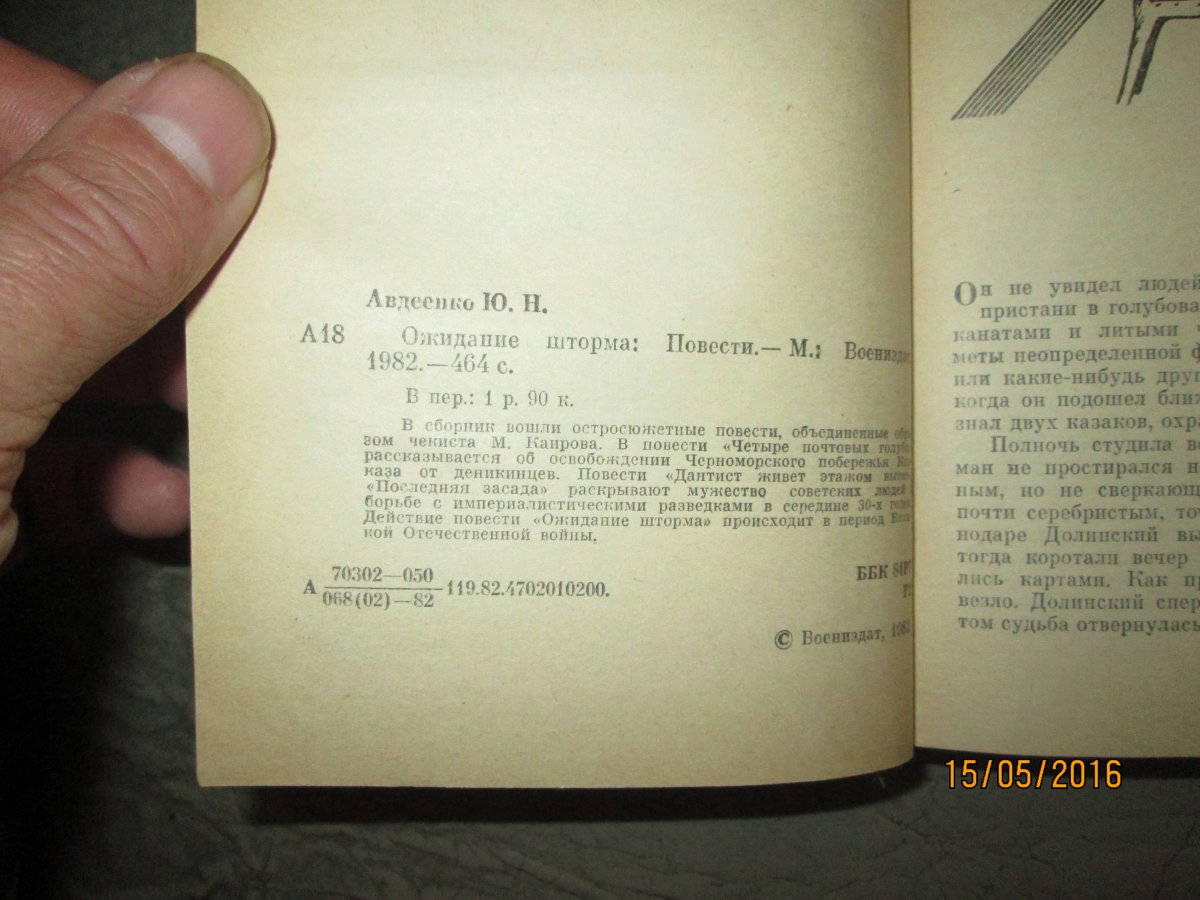 Авдеенко Ю. Н.
А18 Ожидание шторма: Повести.— М.: Воениздат,
1982.—464 с.
В пер.: 1 р. 90 к.
В сборник вошли остросюжетные повести, объединенные обра-
зом чекиста М. Каирова. В повести «Четыре почтовых голубя»
рассказывается об освобождении Черноморского побережья Кав-
каза от деникинцев. Повести «Дантист живет этажом выше»,
«Последняя засада» раскрывают мужество советских людей в
борьбе с империалистическими разведками в середине 30-х годов.
Действие повести «Ожидание шторма» происходит в период Вели-
кой Отечественной войны.
А 70302—050
068(02)—82 119.82.4702010200.
ББК 84Р7
© Воениздат, 1982
Он не увидел людей
пристани в голубова
канатами и литыми
меты неопределенной ф
или какие-нибудь друг
когда он подошел ближ
знал двух казаков, охра
Полночь студила во
ман не простирался н
ным, но не сверкающ
почти серебристым, точ
нодаре Долинский вы
тогда коротали вечер
лись картами. Как пр
везло. Долинский спер
том судьба отвернулась
15/05/2016